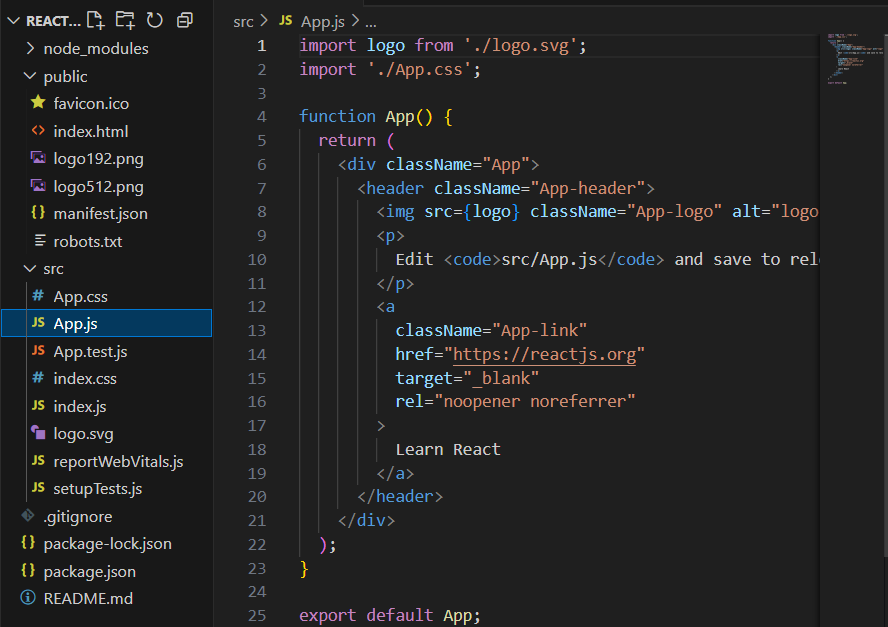 REACT...
node_modules
public
favicon.ico
index.html
logo192.png
logo512.png
manifest.json
robots.txt
src
# App.css
JS App.js
JS App.test.js
# index.css
JS index.js
logo.svg
JS reportWebVitals.js
JS setupTests.js
.gitignore
{} package-lock.json
{} package.json
README.md
src > JS App.js > ...
1 import logo from './logo.svg';
2 import './App.css';
3
4 function App() {
5 return (
6 <div className="App">
7 <header className="App-header">
8 <img src={logo} className="App-logo" alt="logo
9 <p>
10 Edit <code>src/App.js</code> and save to
11 </p>
12 <a
13 className="App-link"
14 href="https://reactjs.org"
15 target="_blank"
16 rel="noopener noreferrer"
17 >
18 Learn React
19 </a>
20 </header>
21 </div>
22 );
23 }
24
25 export default App;